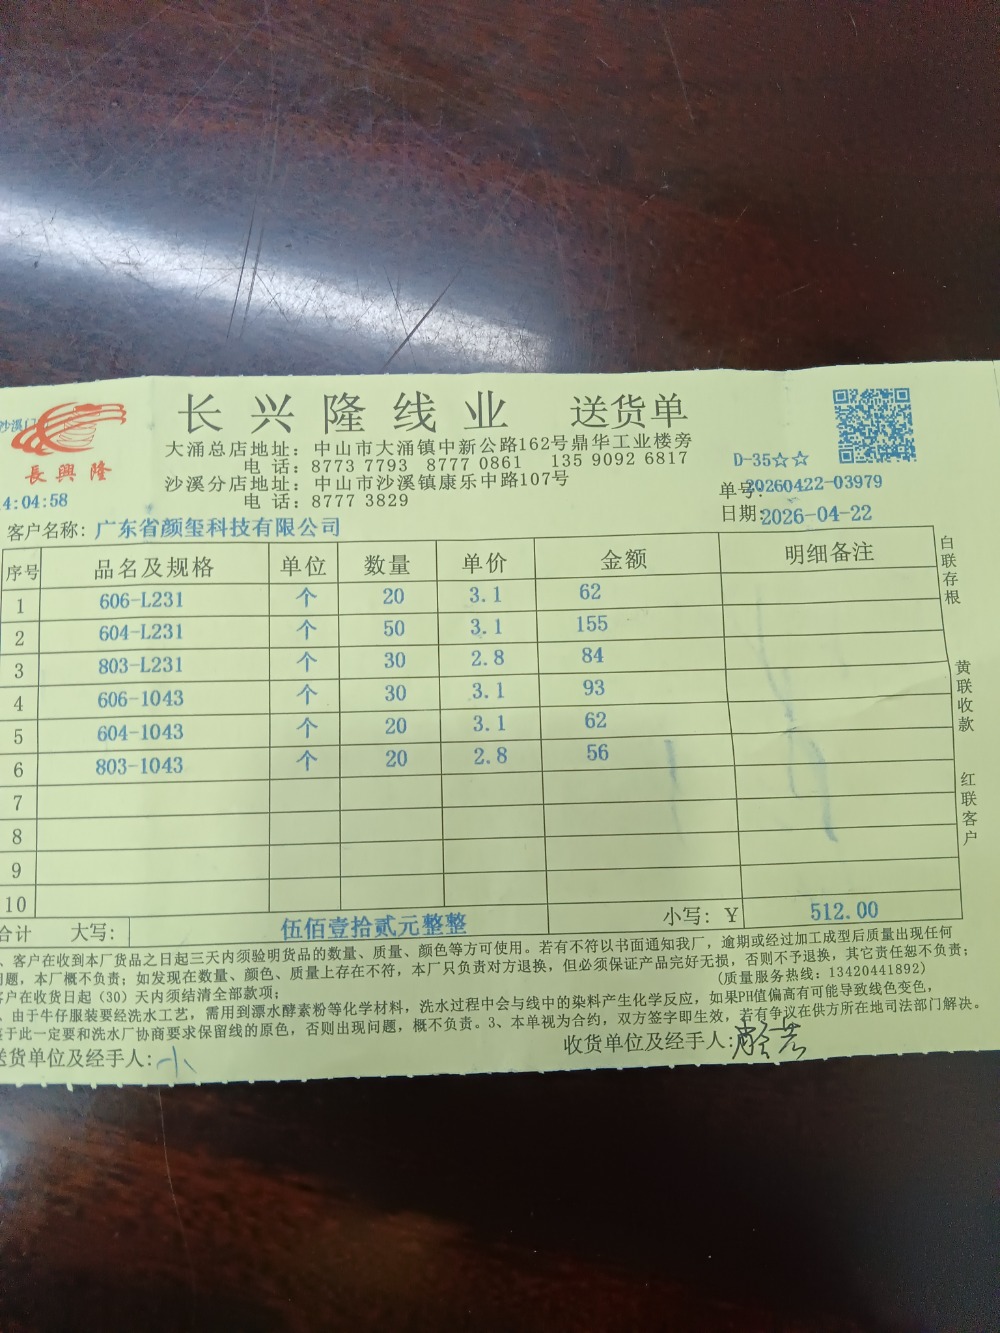 长兴隆线业 送货单
沙溪门
長興隆
大涌总店地址：中山市大涌镇中新公路162号鼎华工业楼旁
电 话：8773 7793 8777 0861 135 9092 6817
沙溪分店地址：中山市沙溪镇康乐中路107号
电 话：8777 3829
D-35☆☆
4:04:58
单号：20260422-03979
日期：2026-04-22
客户名称：广东省颜玺科技有限公司
序号 品名及规格 单位 数量 单价 金额 明细备注
1 606-L231 个 20 3.1 62
2 604-L231 个 50 3.1 155
3 803-L231 个 30 2.8 84
4 606-1043 个 30 3.1 93
5 604-1043 个 20 3.1 62
6 803-1043 个 20 2.8 56
7
8
9
10
合计 大写：伍佰壹拾贰元整整 小写：￥ 512.00
白联存根
黄联收款
红联客户
、客户在收到本厂货品之日起三天内须验明货品的数量、质量、颜色等方可使用。若有不符以书面通知我厂，逾期或经过加工成型后质量出现任何
问题，本厂概不负责；如发现在数量、颜色、质量上存在不符，本厂只负责对方退换，但必须保证产品完好无损，否则不予退换，其它责任恕不负责；
客户在收货日起（30）天内须结清全部款项； (质量服务热线：13420441892)
、由于牛仔服装要经洗水工艺，需用到漂水酵素粉等化学材料，洗水过程中会与线中的染料产生化学反应，如果PH值偏高有可能导致线色变色，
鉴于此一定要和洗水厂协商要求保留线的原色，否则出现问题，概不负责。3、本单视为合约，双方签字即生效，若有争议在供方所在地司法部门解决。
送货单位及经手人：小
收货单位及经手人：